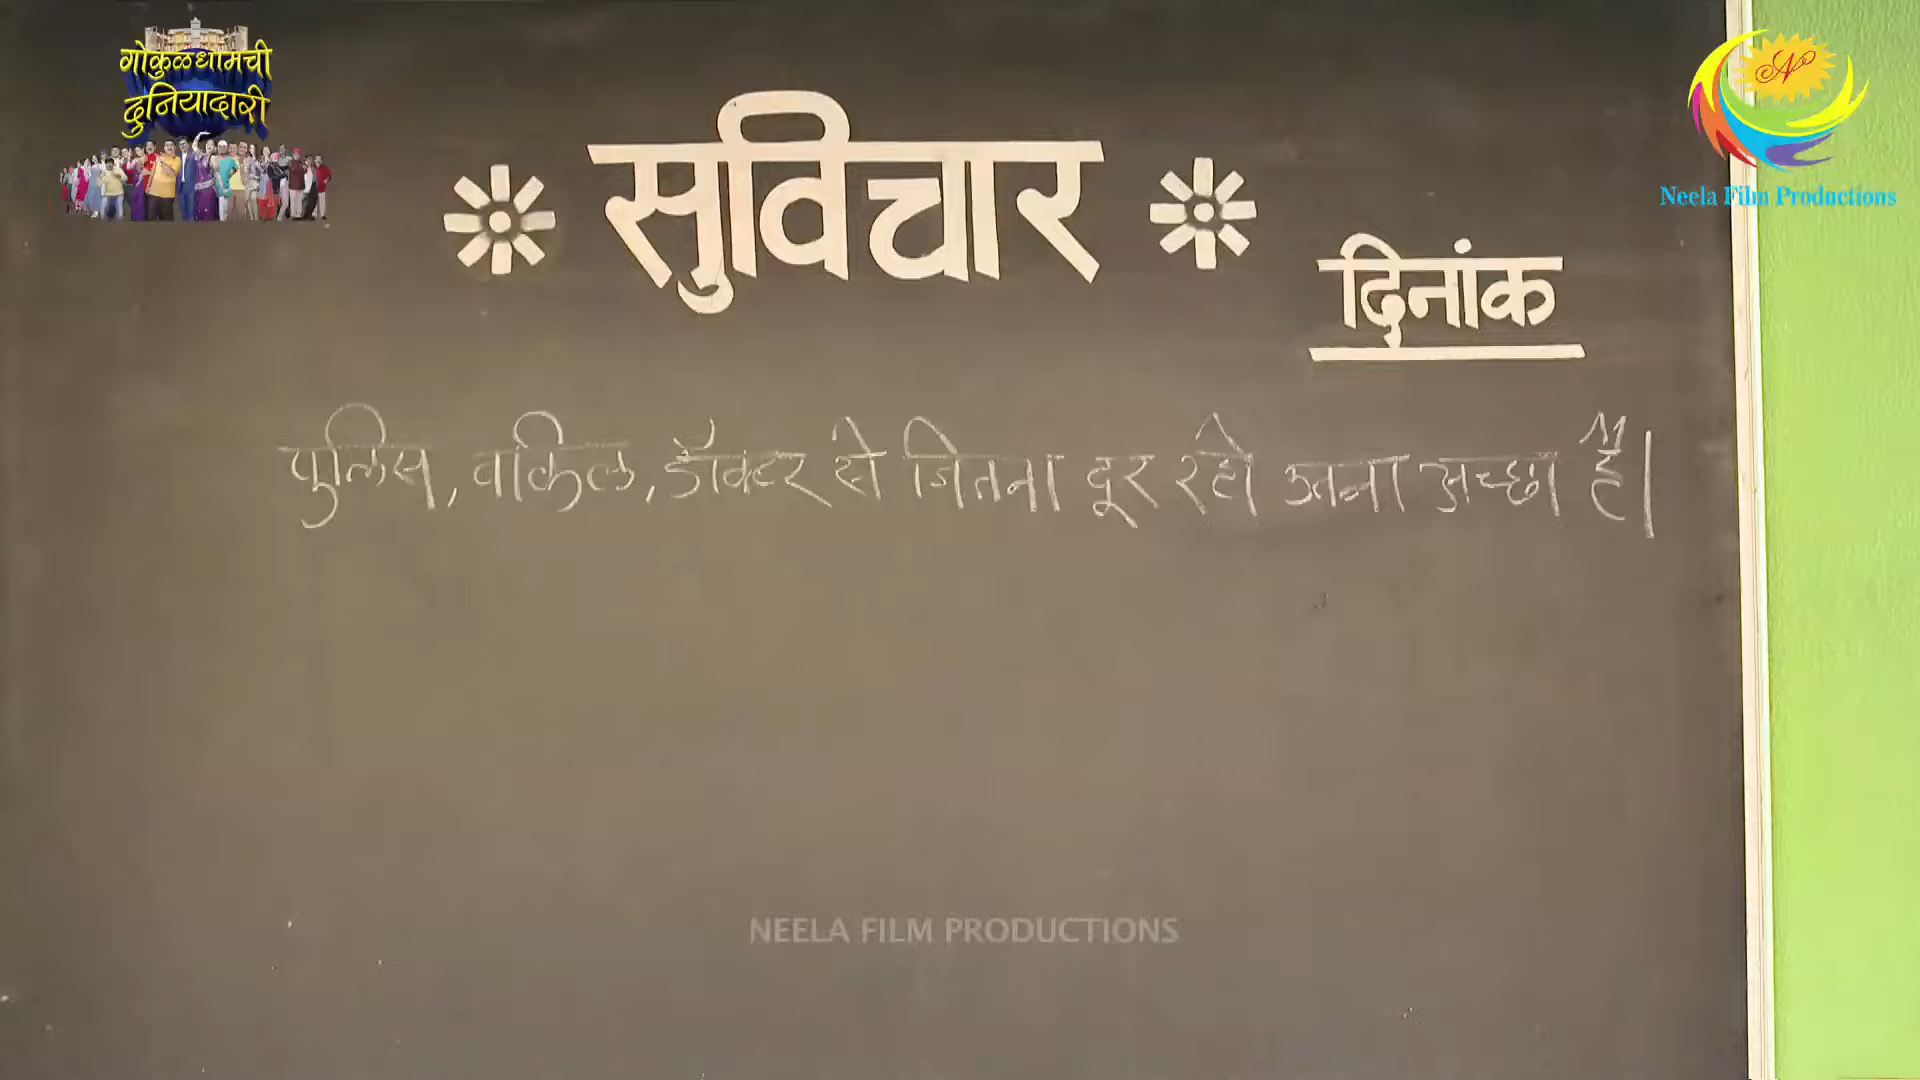 गोकुळधामची
दुनियादारी
Neela Film Productions
सुविचार
दिनांक
पुलिस, वकिल, डॉक्टर से जितना दूर रहो उतना अच्छा है।
NEELA FILM PRODUCTIONS